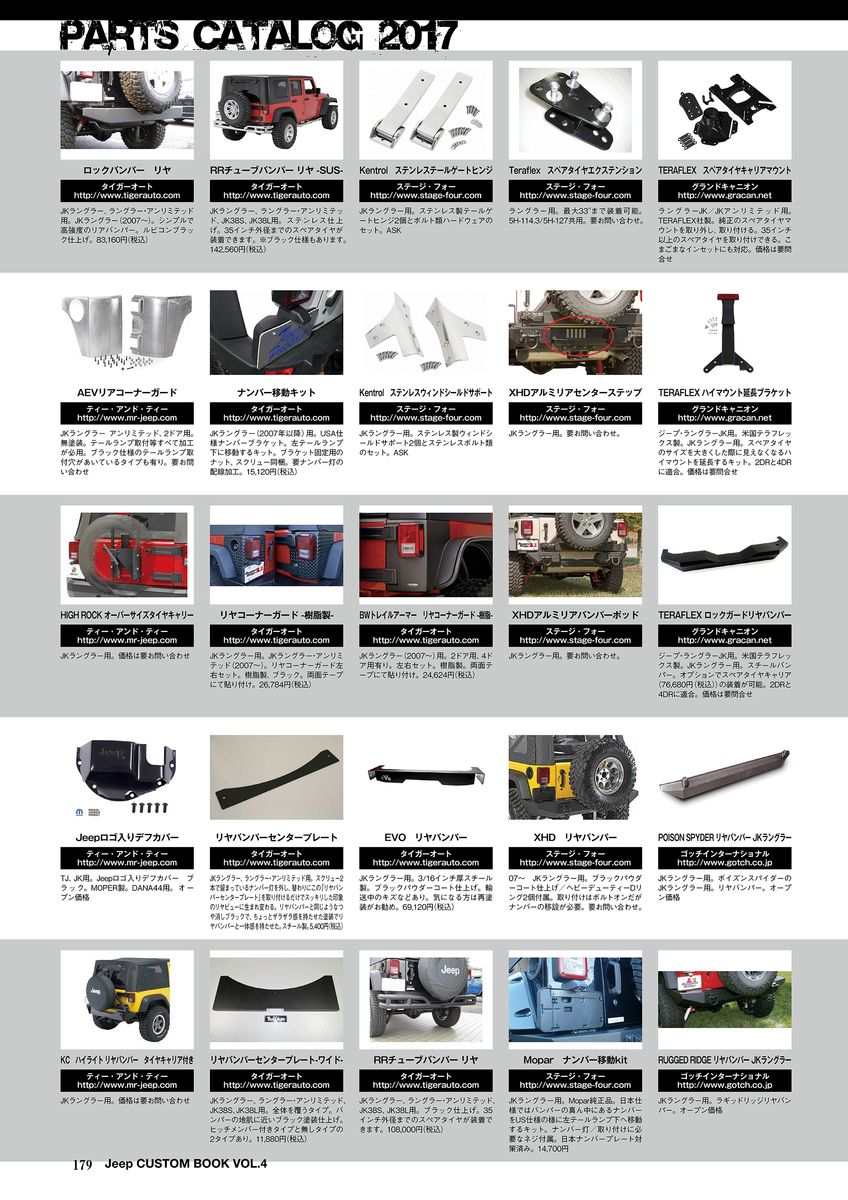 PARTS CATALOG 2017
ロックバンパー　リヤ
タイガーオート
http://www.tigerauto.com
JKラングラー、ラングラー・アンリミテッド
用。JKラングラー（2007～）。シンプルで
高強度のリアバンパー。ルビコンブラッ
ク仕上げ。83,160円（税込）
RRチューブバンパー リヤ -SUS-
タイガーオート
http://www.tigerauto.com
JKラングラー、ラングラー・アンリミテッ
ド、JK38S、JK38L用。ステンレス仕上
げ。35インチ外径までのスペアタイヤが
装着できます。※ブラック仕様もあります。
142,560円（税込）
Kentrol　ステンレステールゲートヒンジ
ステージ・フォー
http://www.stage-four.com
JKラングラー用。ステンレス製テールゲ
ートヒンジ2個とボルト類ハードウェアの
セット。ASK
Teraflex　スペアタイヤエクステンション
ステージ・フォー
http://www.stage-four.com
ラングラー用。最大33"まで装着可能。
5H-114.3/5H-127共用。要お問い合せ。
TERAFLEX　スペアタイヤキャリアマウント
グランドキャニオン
http://www.gracan.net
ラングラーJK／JKアンリミテッド用。
TERAFLEX社製。純正のスペアタイヤマ
ウントを取り外し、取り付ける。35インチ
以上のスペアタイヤを取り付けできる。こ
まごまなインセットにも対応。価格は要問
合せ
AEVリアコーナーガード
ティー・アンド・ティー
http://www.mr-jeep.com
JKラングラー アンリミテッド、2ドア用。
無塗装。テールランプ取付等すべて加工
が必用。ブラック仕様のテールランプ取
付穴があいているタイプも有り。要お問
い合わせ
ナンバー移動キット
タイガーオート
http://www.tigerauto.com
JKラングラー（2007年以降）用。USA仕
様ナンバーブラケット。左テールランプ
下に移動するキット。ブラケット固定用の
ナット、スクリュー同梱。要ナンバー灯の
配線加工。15,120円（税込）
Kentrol　ステンレスウィンドシールドサポート
ステージ・フォー
http://www.stage-four.com
JKラングラー用。ステンレス製ウィンドシ
ールドサポート2個とステンレスボルト類
のセット。ASK
XHDアルミリアセンターステップ
ステージ・フォー
http://www.stage-four.com
JKラングラー用。要お問い合わせ。
TERAFLEX ハイマウント延長ブラケット
グランドキャニオン
http://www.gracan.net
ジープ・ラングラーJK用。米国テラフレッ
クス製。JKラングラー用。スペアタイヤ
のサイズを大きくした際に見えなくなるハ
イマウントを延長するキット。2DRと4DR
に適合。価格は要問合せ
HIGH ROCK オーバーサイズタイヤキャリー
ティー・アンド・ティー
http://www.mr-jeep.com
JKラングラー用。価格は要お問い合わせ
リヤコーナーガード -樹脂製-
タイガーオート
http://www.tigerauto.com
JKラングラー用。JKラングラー・アンリミ
テッド（2007～）。リヤコーナーガード左
右セット。樹脂製、ブラック。両面テープ
にて貼り付け。26,784円（税込）
BWトレイルアーマー　リヤコーナーガード -樹脂-
タイガーオート
http://www.tigerauto.com
JKラングラー（2007～）用。2ドア用、4ド
ア用有り。左右セット。樹脂製。両面テ
ープにて貼り付け。24,624円（税込）
XHDアルミリアバンパーポッド
ステージ・フォー
http://www.stage-four.com
JKラングラー用。要お問い合わせ。
TERAFLEX ロックガードリヤバンパー
グランドキャニオン
http://www.gracan.net
ジープ・ラングラーJK用。米国テラフレッ
クス製。JKラングラー用。スチールバン
パー。オプションでスペアタイヤキャリア
（76,680円（税込））の装着が可能。2DRと
4DRに適合。価格は要問合せ
Jeepロゴ入りデフカバー
ティー・アンド・ティー
http://www.mr-jeep.com
TJ、JK用。Jeepロゴ入りデフカバー　ブ
ラック。MOPER製。DANA44用。オー
プン価格
リヤバンパーセンタープレート
タイガーオート
http://www.tigerauto.com
JKラングラー、ラングラー・アンリミテッド用。スクリュー2
本で留まっているナンバー灯を外し、替わりにこの「リヤバン
パーセンタープレート」を取り付けるだけでスッキリした印象
のリヤビューに生まれ変わる。リヤバンパーと同じようなつ
や消しブラックで、ちょっとザラザラ感を持たせた塗装でリ
ヤバンパーと一体感を持たせた。スチール製。5,400円（税込）
EVO　リヤバンパー
タイガーオート
http://www.tigerauto.com
JKラングラー用。3/16インチ厚スチール
製。ブラックパウダーコート仕上げ。輸
送中のキズなどあり。気になる方は再塗
装がお勧め。69,120円（税込）
XHD　リヤバンパー
ステージ・フォー
http://www.stage-four.com
07～　JKラングラー用。ブラックパウダ
ーコート仕上げ／ヘビーデューティーDリ
ング2個付属。取り付けはボルトオンだが
ナンバーの移設が必要。要お問い合わせ。
POISON SPYDER リヤバンパー JKラングラー
ゴッチインターナショナル
http://www.gotch.co.jp
JKラングラー用。ポイズンスパイダーの
JKラングラー用。リヤバンパー。オープ
ン価格
Jeep
KC　ハイライト リヤバンパー　タイヤキャリア付き
ティー・アンド・ティー
http://www.mr-jeep.com
JKラングラー用。価格は要お問い合わせ
リヤバンパーセンタープレート-ワイド-
タイガーオート
http://www.tigerauto.com
JKラングラー、ラングラー・アンリミテッド、
JK38S、JK38L用。全体を覆うタイプ。バ
ンパーの地肌に近いブラック塗装仕上げ。
ヒッチメンバー付きタイプと無しタイプの
2タイプあり。11,880円（税込）
Jeep
RRチューブバンパー リヤ
タイガーオート
http://www.tigerauto.com
JKラングラー、ラングラー・アンリミテッド、
JK38S、JK38L用。ブラック仕上げ。35
インチ外径までのスペアタイヤが装着で
きます。108,000円（税込）
Mopar　ナンバー移動kit
ステージ・フォー
http://www.stage-four.com
JKラングラー用。Mopar純正品。日本仕
様ではバンパーの真ん中にあるナンバー
をUS仕様の様に左テールランプ下へ移動
するキット。ナンバー灯／取り付けに必
要なネジ付属。日本ナンバープレート対
策済み。14,700円
RUGGED RIDGE リヤバンパー JKラングラー
ゴッチインターナショナル
http://www.gotch.co.jp
JKラングラー用。ラギッドリッジリヤバン
パー。オープン価格
179 Jeep CUSTOM BOOK VOL.4